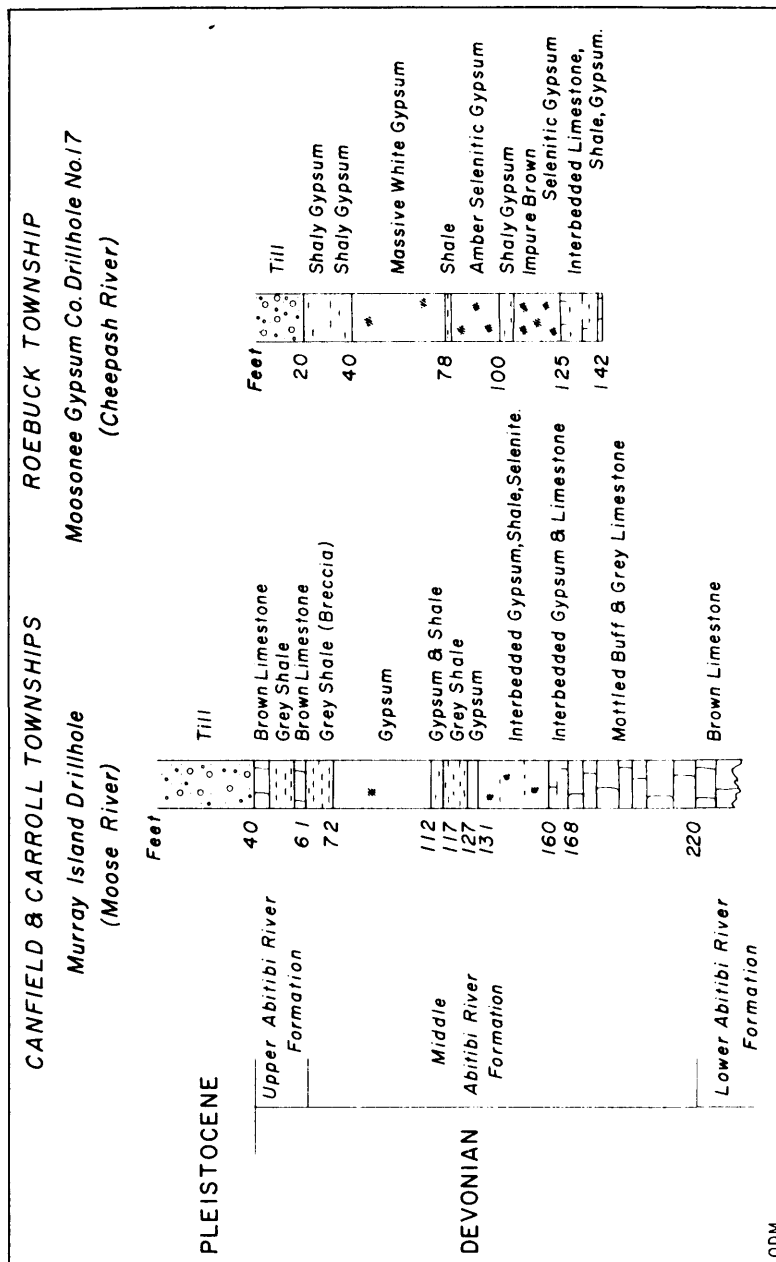 CANFIELD & CARROLL TOWNSHIPS
Murray Island Drillhole
(Moose River)
ROEBUCK TOWNSHIP
Moosonee Gypsum Co. Drillhole No.17
(Cheepash River)
PLEISTOCENE
DEVONIAN
Upper Abitibi River
Formation
Middle
Abitibi River
Formation
Lower Abitibi River
Formation
Feet
40
61
72
112
117
127
131
160
168
220
Till
Brown Limestone
Grey Shale
Brown Limestone
Grey Shale (Breccia)
Gypsum
Gypsum & Shale
Grey Shale
Gypsum
Interbedded Gypsum, Shale, Selenite.
Interbedded Gypsum & Limestone
Mottled Buff & Grey Limestone
Brown Limestone
Feet
20
40
78
100
125
142
Till
Shaly Gypsum
Shaly Gypsum
Massive White Gypsum
Shale
Amber Selenitic Gypsum
Shaly Gypsum
Impure Brown
Selenitic Gypsum
Interbedded Limestone,
Shale, Gypsum.
ODM